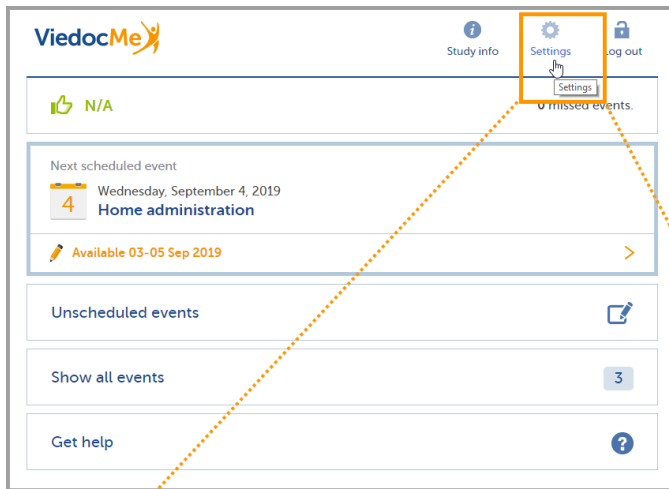 ViedocMe
Study info
Settings
Log out
Settings
N/A
0 missed events.
Next scheduled event
4
Wednesday, September 4, 2019
Home administration
Available 03-05 Sep 2019
Unscheduled events
Show all events
3
Get help